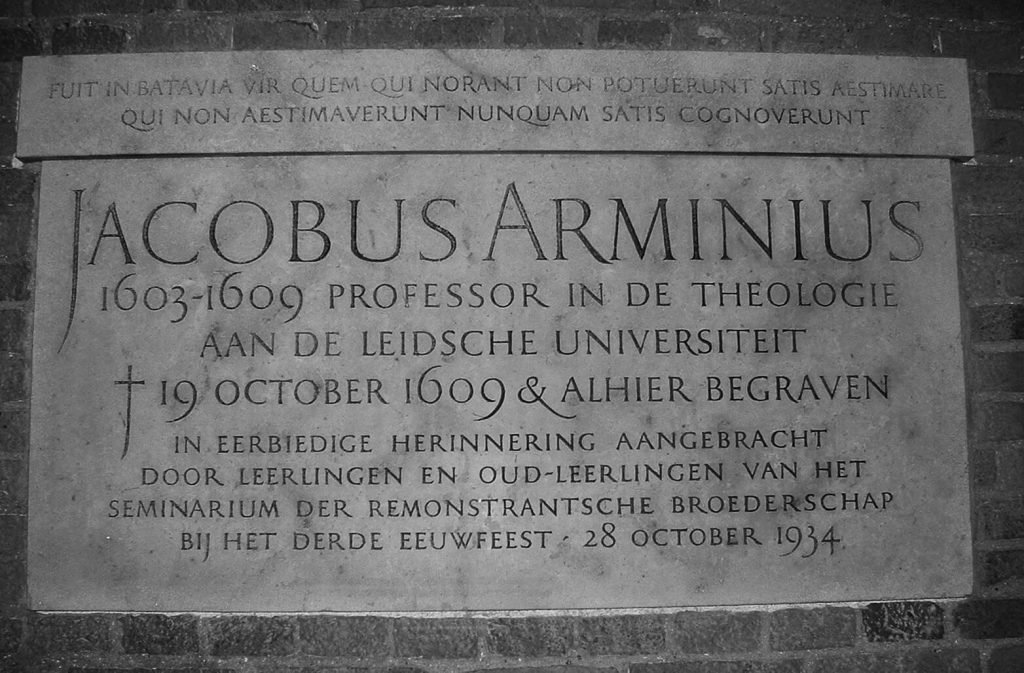 FUIT IN BATAVIA VIR QUEM QUI NORANT NON POTUERUNT SATIS AESTIMARE
QUI NON AESTIMAVERUNT NUNQUAM SATIS COGNOVERUNT
JACOBUS ARMINIUS
1603-1609 PROFESSOR IN DE THEOLOGIE
AAN DE LEIDSCHE UNIVERSITEIT
† 19 OCTOBER 1609 & ALHIER BEGRAVEN
IN EERBIEDIGE HERINNERING AANGEBRACHT
DOOR LEERLINGEN EN OUD-LEERLINGEN VAN HET
SEMINARIUM DER REMONSTRANTSCHE BROEDERSCHAP
BIJ HET DERDE EEUWFEEST · 28 OCTOBER 1934